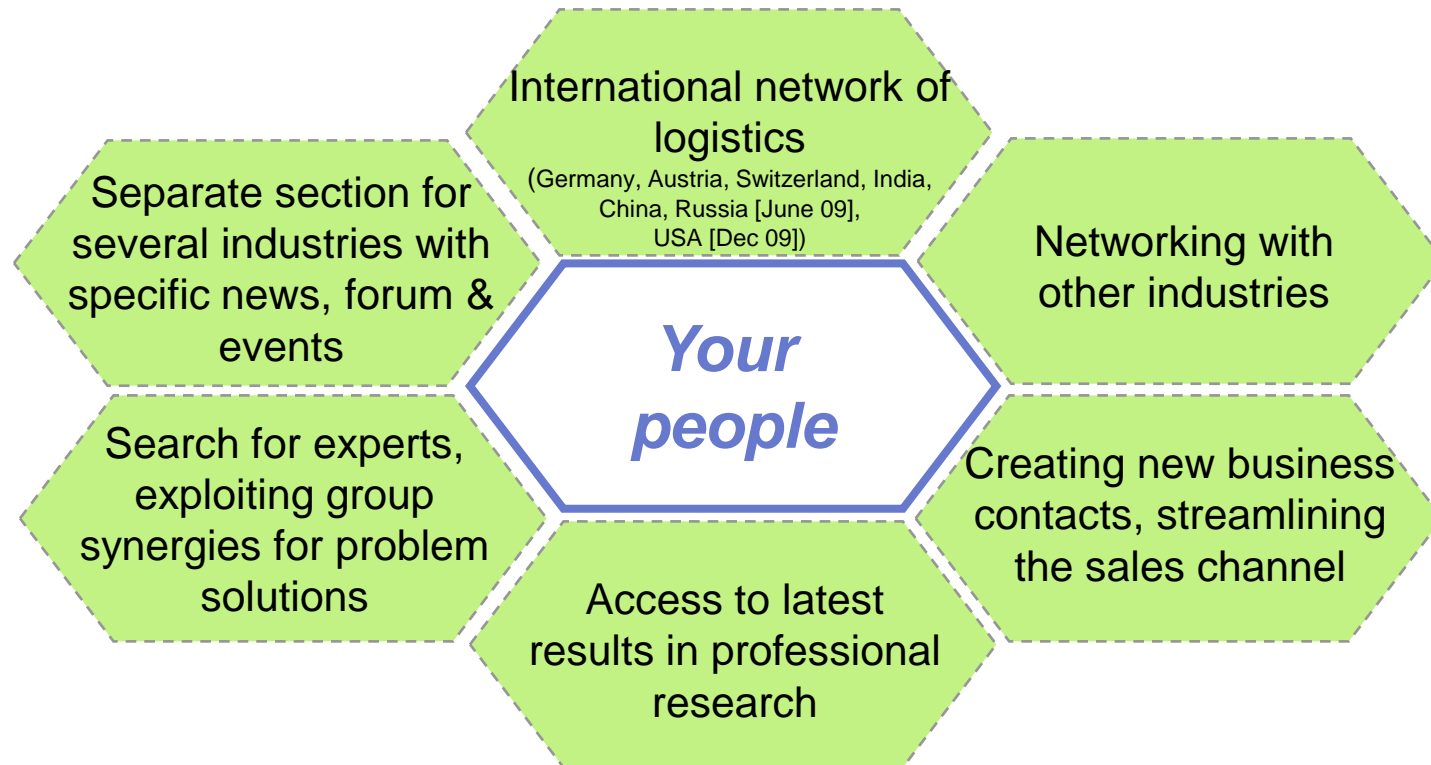 International network of
logistics
(Germany, Austria, Switzerland, India,
China, Russia [June 09],
USA [Dec 09])
Separate section for
several industries with
specific news, forum &
events
Networking with
other industries
Your
people
Search for experts,
exploiting group
synergies for problem
solutions
Creating new business
contacts, streamlining
the sales channel
Access to latest
results in professional
research